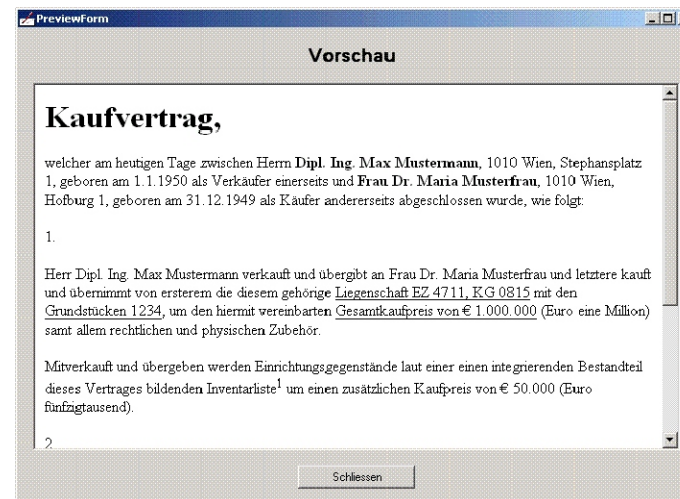 PreviewForm
Vorschau
Kaufvertrag,
welcher am heutigen Tage zwischen Herrn Dipl. Ing. Max Mustermann, 1010 Wien, Stephansplatz
1, geboren am 1.1.1950 als Verkäufer einerseits und Frau Dr. Maria Musterfrau, 1010 Wien,
Hofburg 1, geboren am 31.12.1949 als Käufer andererseits abgeschlossen wurde, wie folgt:
1.
Herr Dipl. Ing. Max Mustermann verkauft und übergibt an Frau Dr. Maria Musterfrau und letztere kauft
und übernimmt von ersterem die diesem gehörige Liegenschaft EZ 4711, KG 0815 mit den
Grundstücken 1234, um den hiermit vereinbarten Gesamtkaufpreis von € 1.000.000 (Euro eine Million)
samt allem rechtlichen und physischen Zubehör.
Mitverkauft und übergeben werden Einrichtungsgegenstände laut einer einen integrierenden Bestandteil
dieses Vertrages bildenden Inventarliste1 um einen zusätzlichen Kaufpreis von € 50.000 (Euro
fünfzigtausend).
2
Schliessen